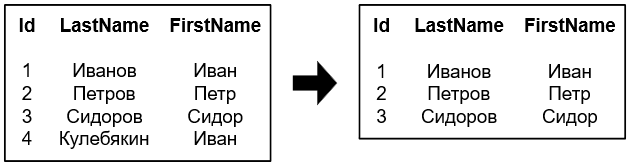 Id LastName FirstName
1 Иванов Иван
2 Петров Петр
3 Сидоров Сидор
4 Кулебякин Иван
Id LastName FirstName
1 Иванов Иван
2 Петров Петр
3 Сидоров Сидор